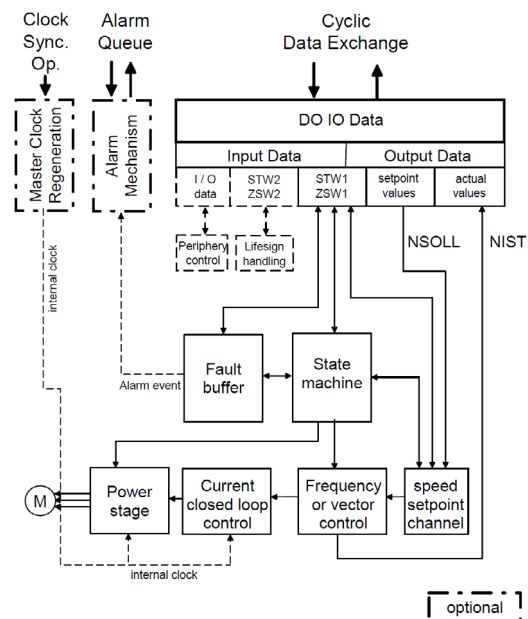 Clock
Sync.
Op.
Alarm
Queue
Cyclic
Data Exchange
Master Clock
Regeneration
Alarm
Mechanism
DO IO Data
Input Data
Output Data
I / O
data
STW2
ZSW2
STW1
ZSW1
setpoint
values
actual
values
Periphery
control
Lifesign
handling
NSOLL
NIST
internal clock
Alarm event
Fault
buffer
State
machine
M
Power
stage
Current
closed loop
control
Frequency
or vector
control
speed
setpoint
channel
internal clock
optional